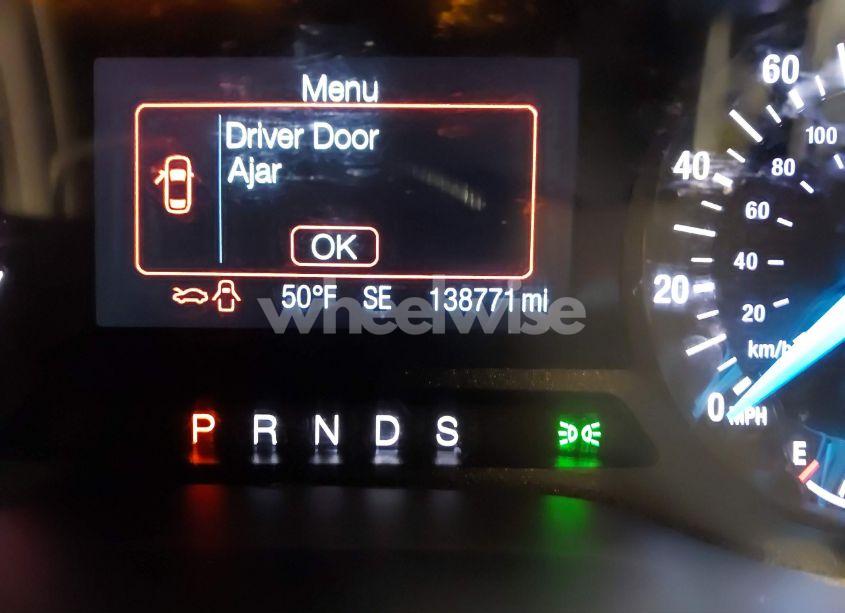 Menu
Driver Door
Ajar
OK
50°F SE 138771 mi
wheelwise
P R N D S
60
40
20
0
MPH
100
80
60
40
20
km/h
E